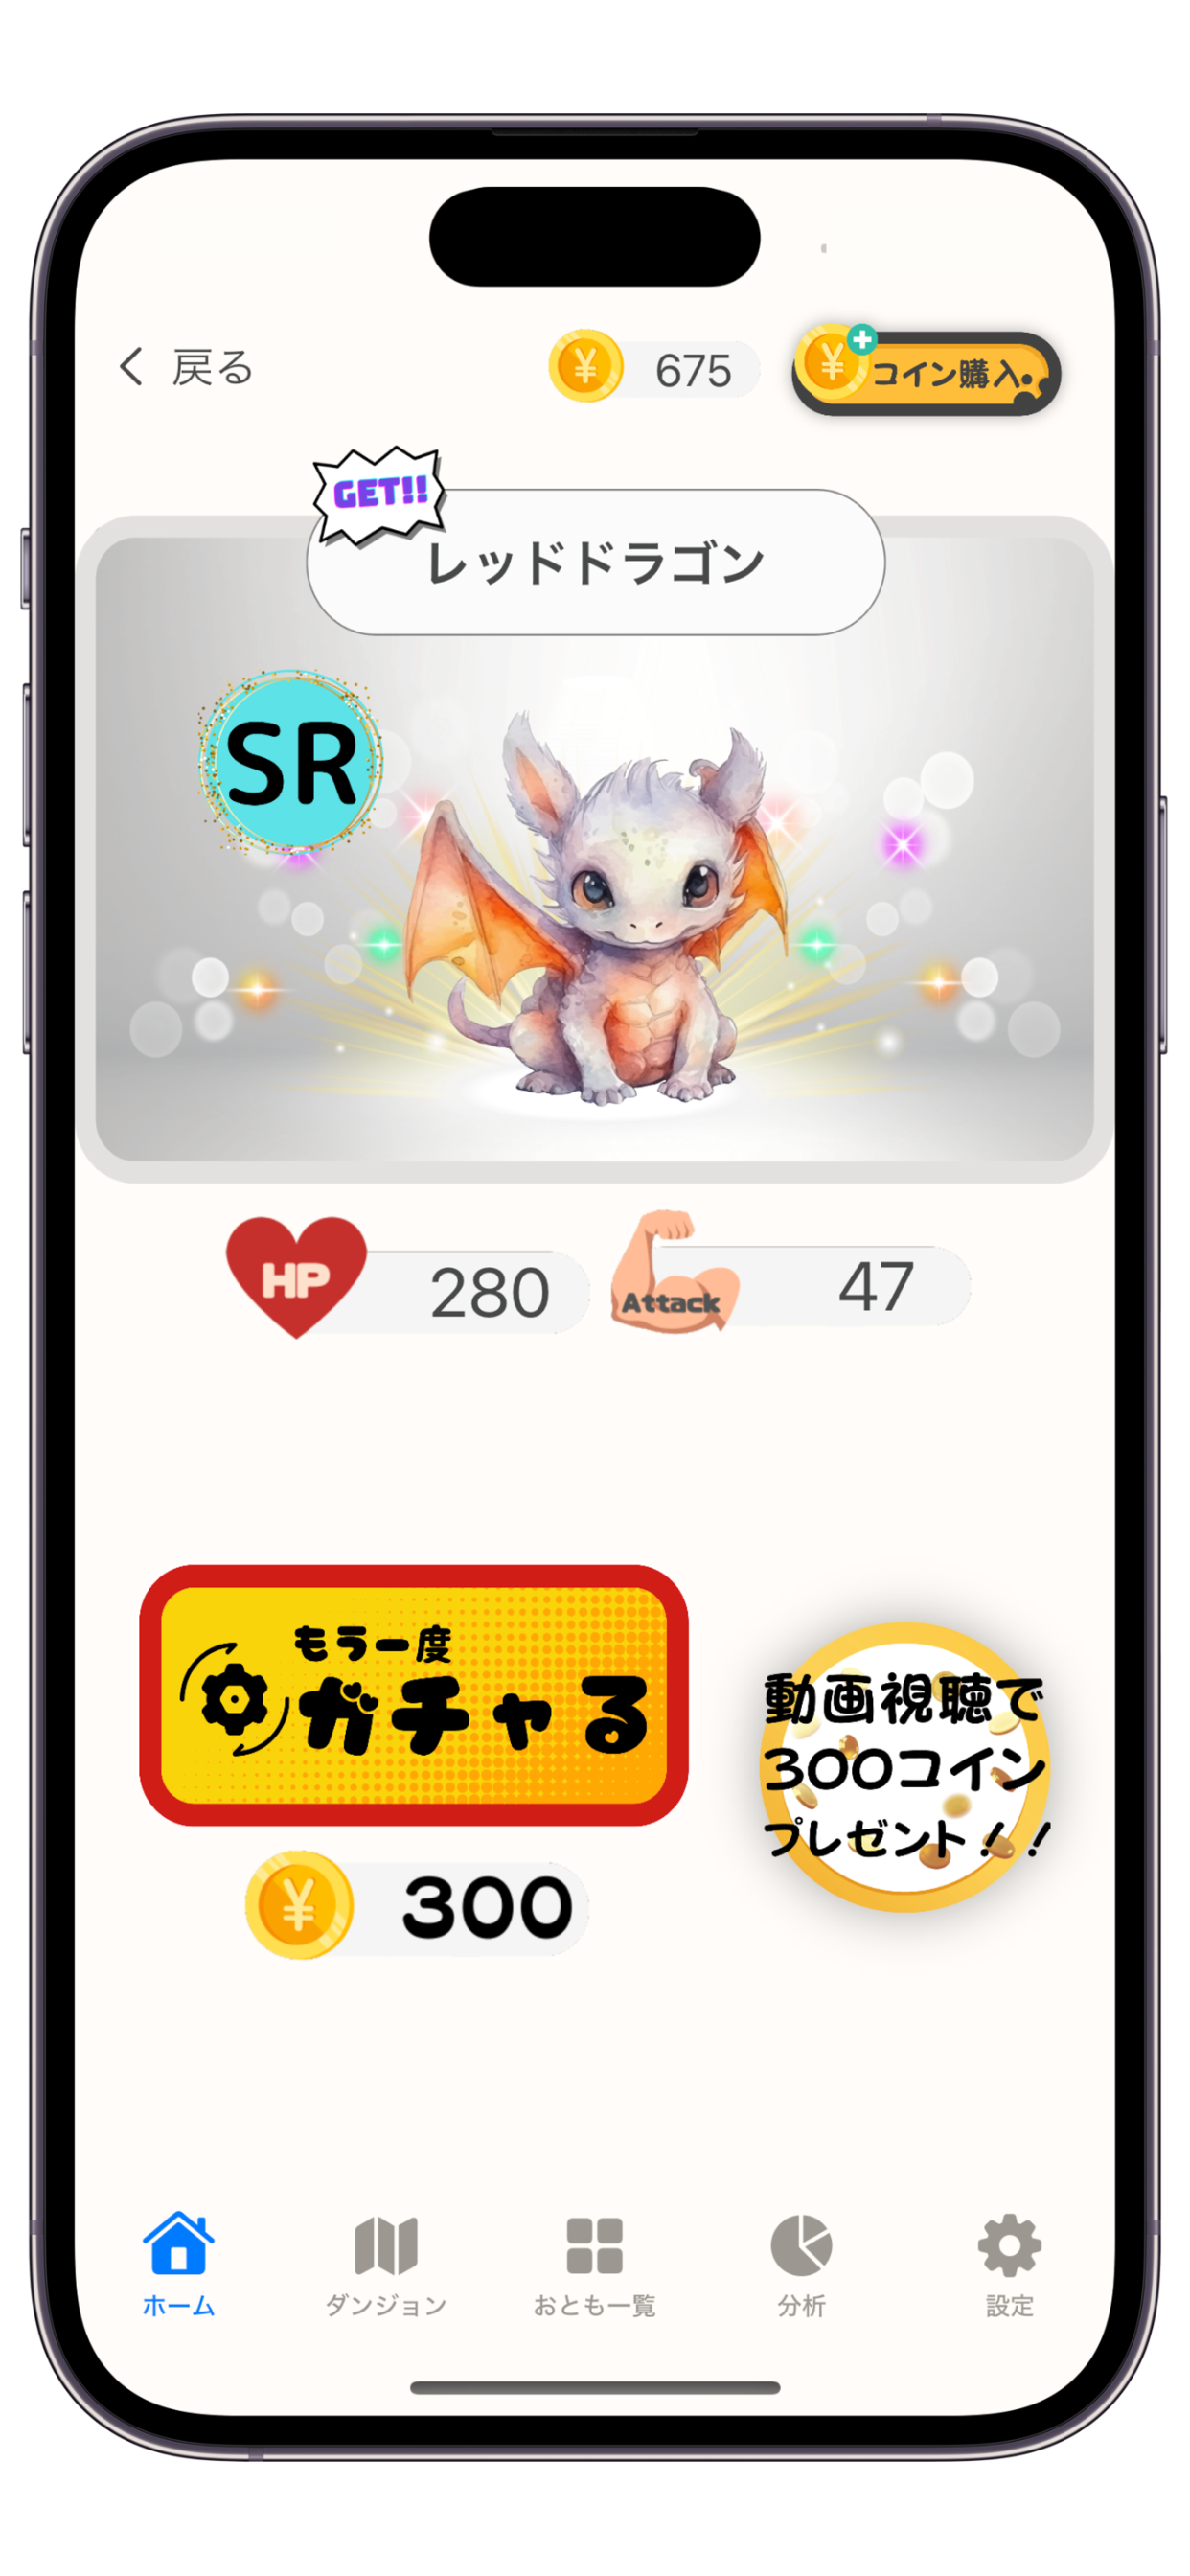 戻る
675
コイン購入
GET!!
レッドドラゴン
SR
HP
280
Attack
47
もう一度
ガチャる
300
動画視聴で
300コイン
プレゼント!!
ホーム
ダンジョン
おとも一覧
分析
設定